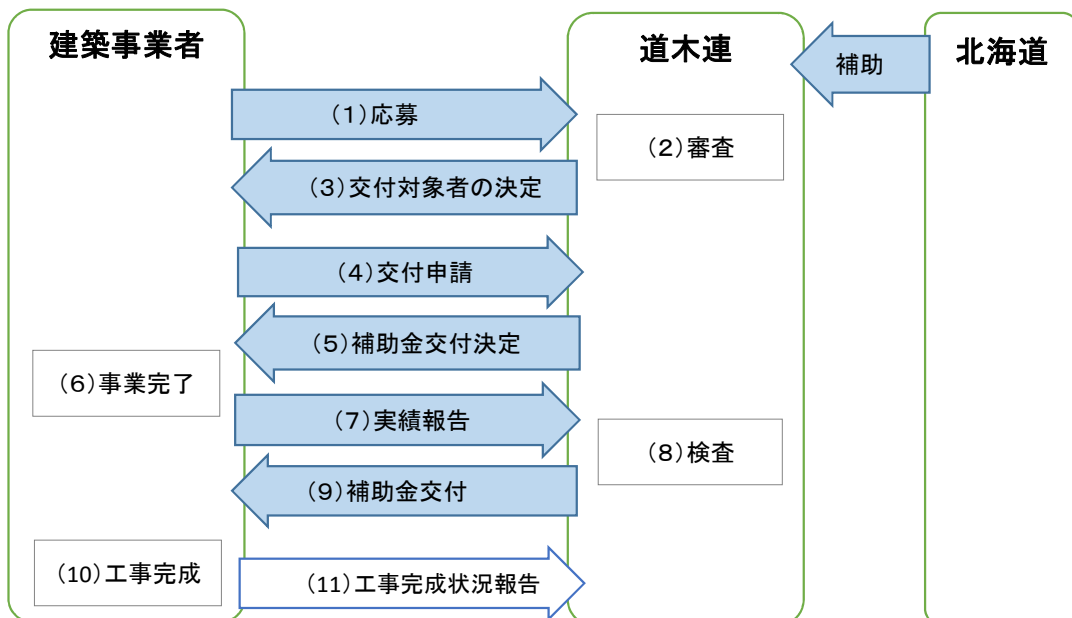 建築事業者
道木連
北海道
補助
（1）応募
（2）審査
（3）交付対象者の決定
（4）交付申請
（5）補助金交付決定
（6）事業完了
（7）実績報告
（8）検査
（9）補助金交付
（10）工事完成
（11）工事完成状況報告